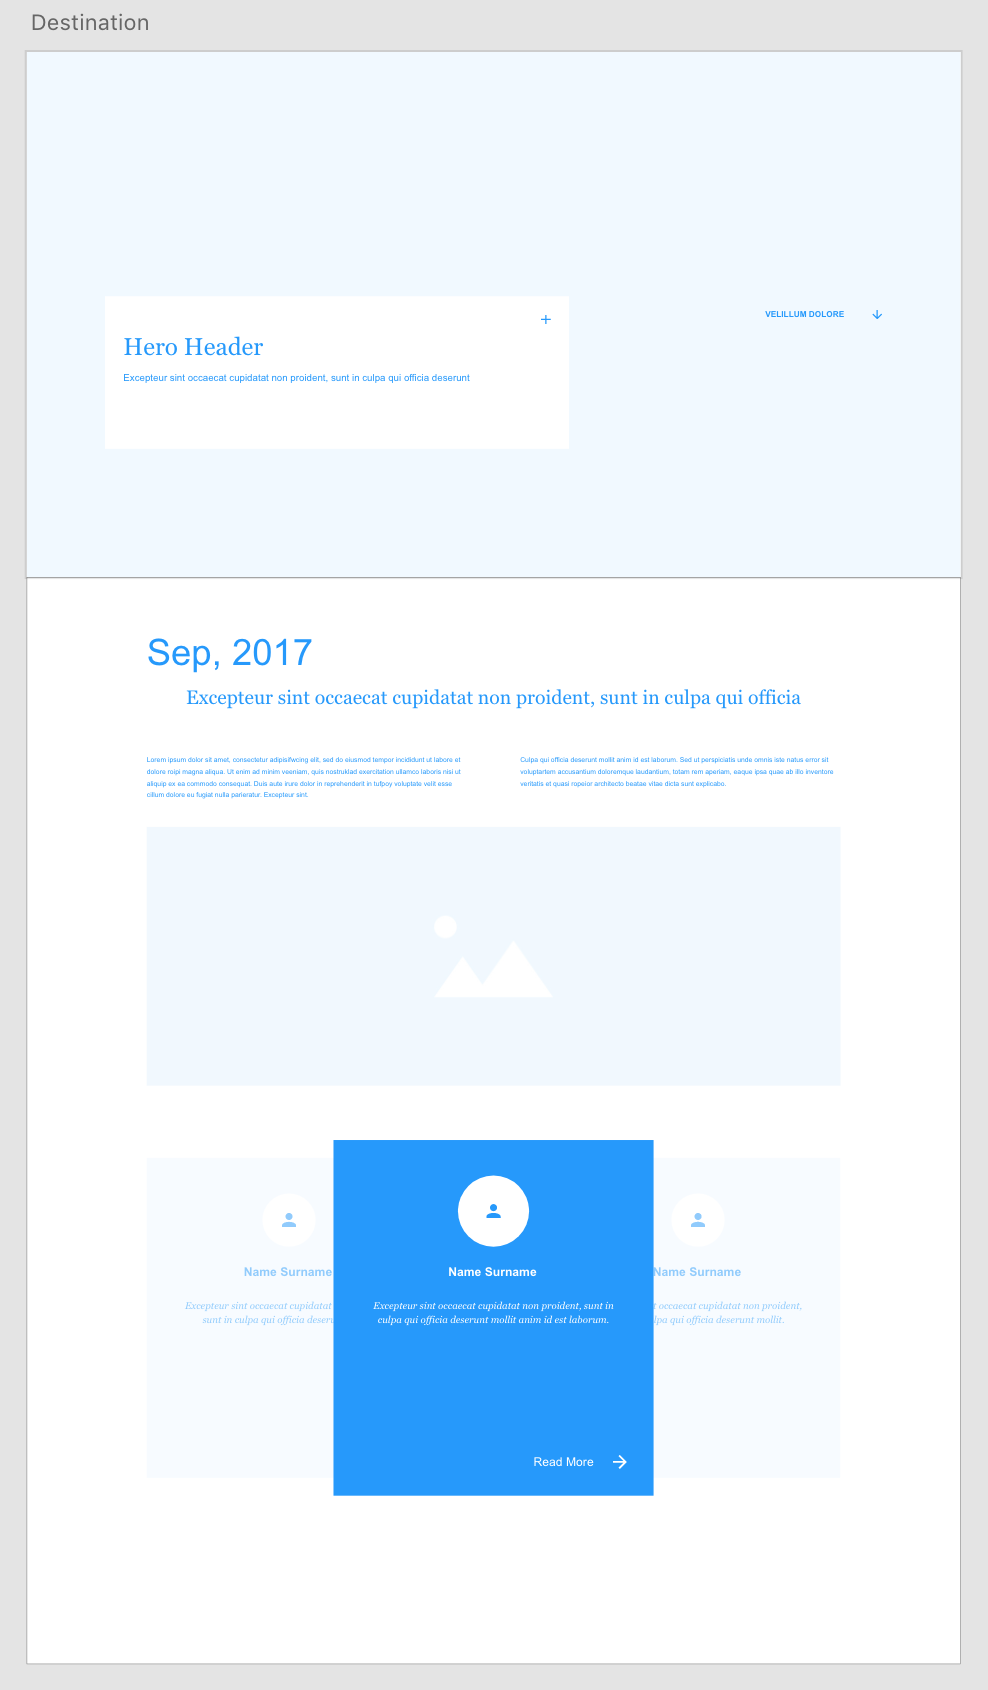 Destination
VELILLUM DOLORE
Hero Header
Excepteur sint occaecat cupidatat non proident, sunt in culpa qui officia deserunt
Sep, 2017
Excepteur sint occaecat cupidatat non proident, sunt in culpa qui officia
Lorem ipsum dolor sit amet, consectetur adipisifwcing elit, sed do eiusmod tempor incididunt ut labore et
dolore roipi magna aliqua. Ut enim ad minim veeniam, quis nostruklad exercitation ullamco laboris nisi ut
aliquip ex ea commodo consequat. Duis aute irure dolor in reprehenderit in tufpoy voluptate velit esse
cillum dolore eu fugiat nulla parieratur. Excepteur sint.
Culpa qui officia deserunt mollit anim id est laborum. Sed ut perspiciatis unde omnis iste natus error sit
voluptartem accusantium doloremque laudantium, totam rem aperiam, eaque ipsa quae ab illo inventore
veritatis et quasi ropeior architecto beatae vitae dicta sunt explicabo.
Name Surname
Excepteur sint occaecat cupidatat
sunt in culpa qui officia deseru
Name Surname
Excepteur sint occaecat cupidatat non proident, sunt in
culpa qui officia deserunt mollit anim id est laborum.
Read More
Name Surname
t occaecat cupidatat non proident,
lpa qui officia deserunt mollit.